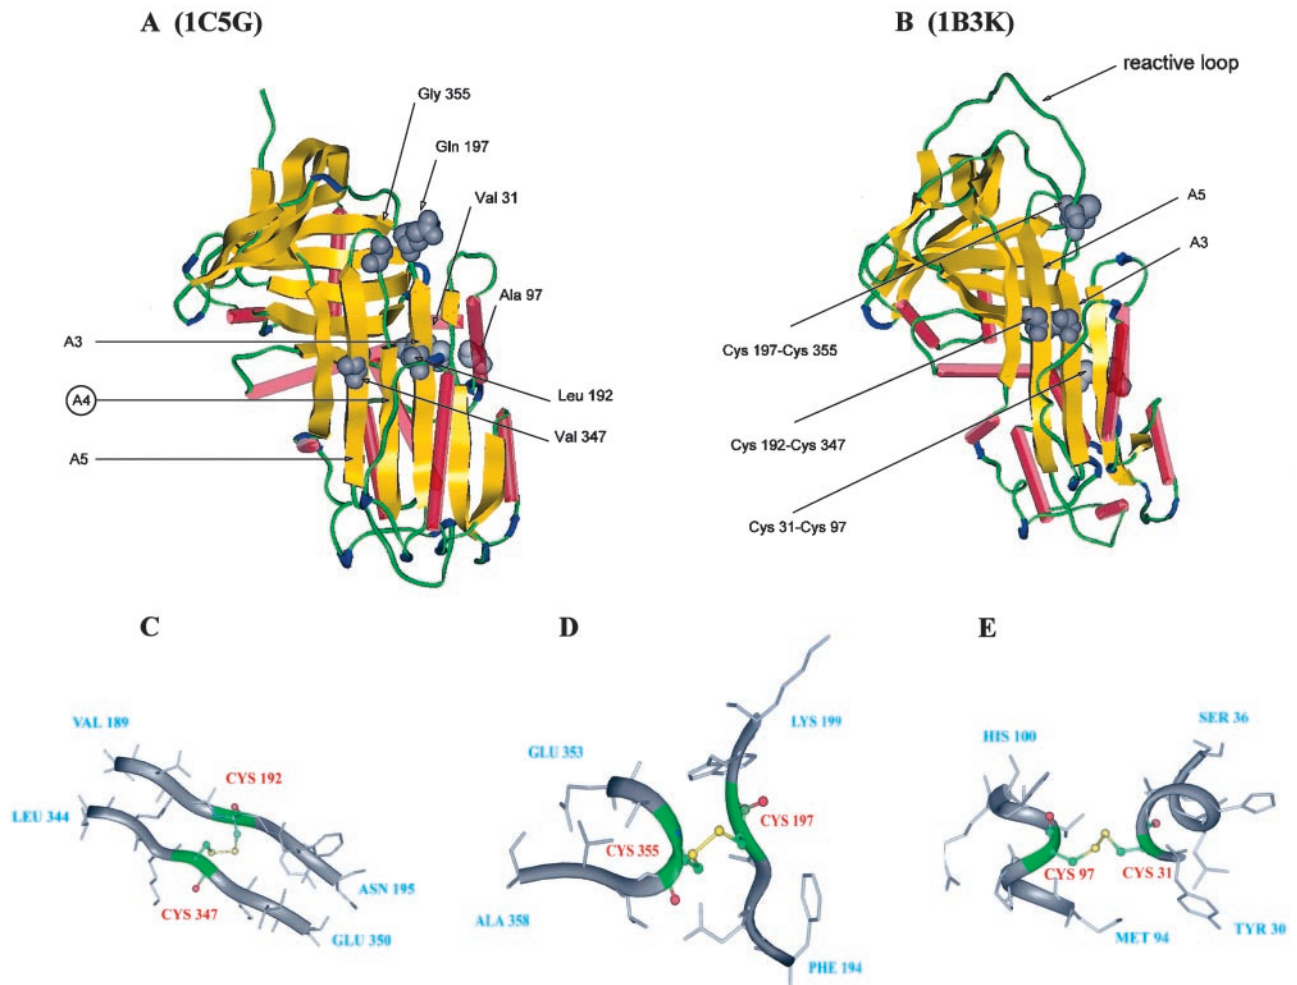 A (1C5G)
B (1B3K)
reactive loop
Gly 355
Gln 197
Val 31
A5
A3
Ala 97
A3
Cys 197-Cys 355
Leu 192
A4
Val 347
Cys 192-Cys 347
A5
Cys 31-Cys 97
C
D
E
VAL 189
CYS 192
LEU 344
CYS 347
ASN 195
GLU 350
LYS 199
GLU 353
CYS 197
CYS 355
ALA 358
PHE 194
SER 36
HIS 100
CYS 97
CYS 31
MET 94
TYR 30